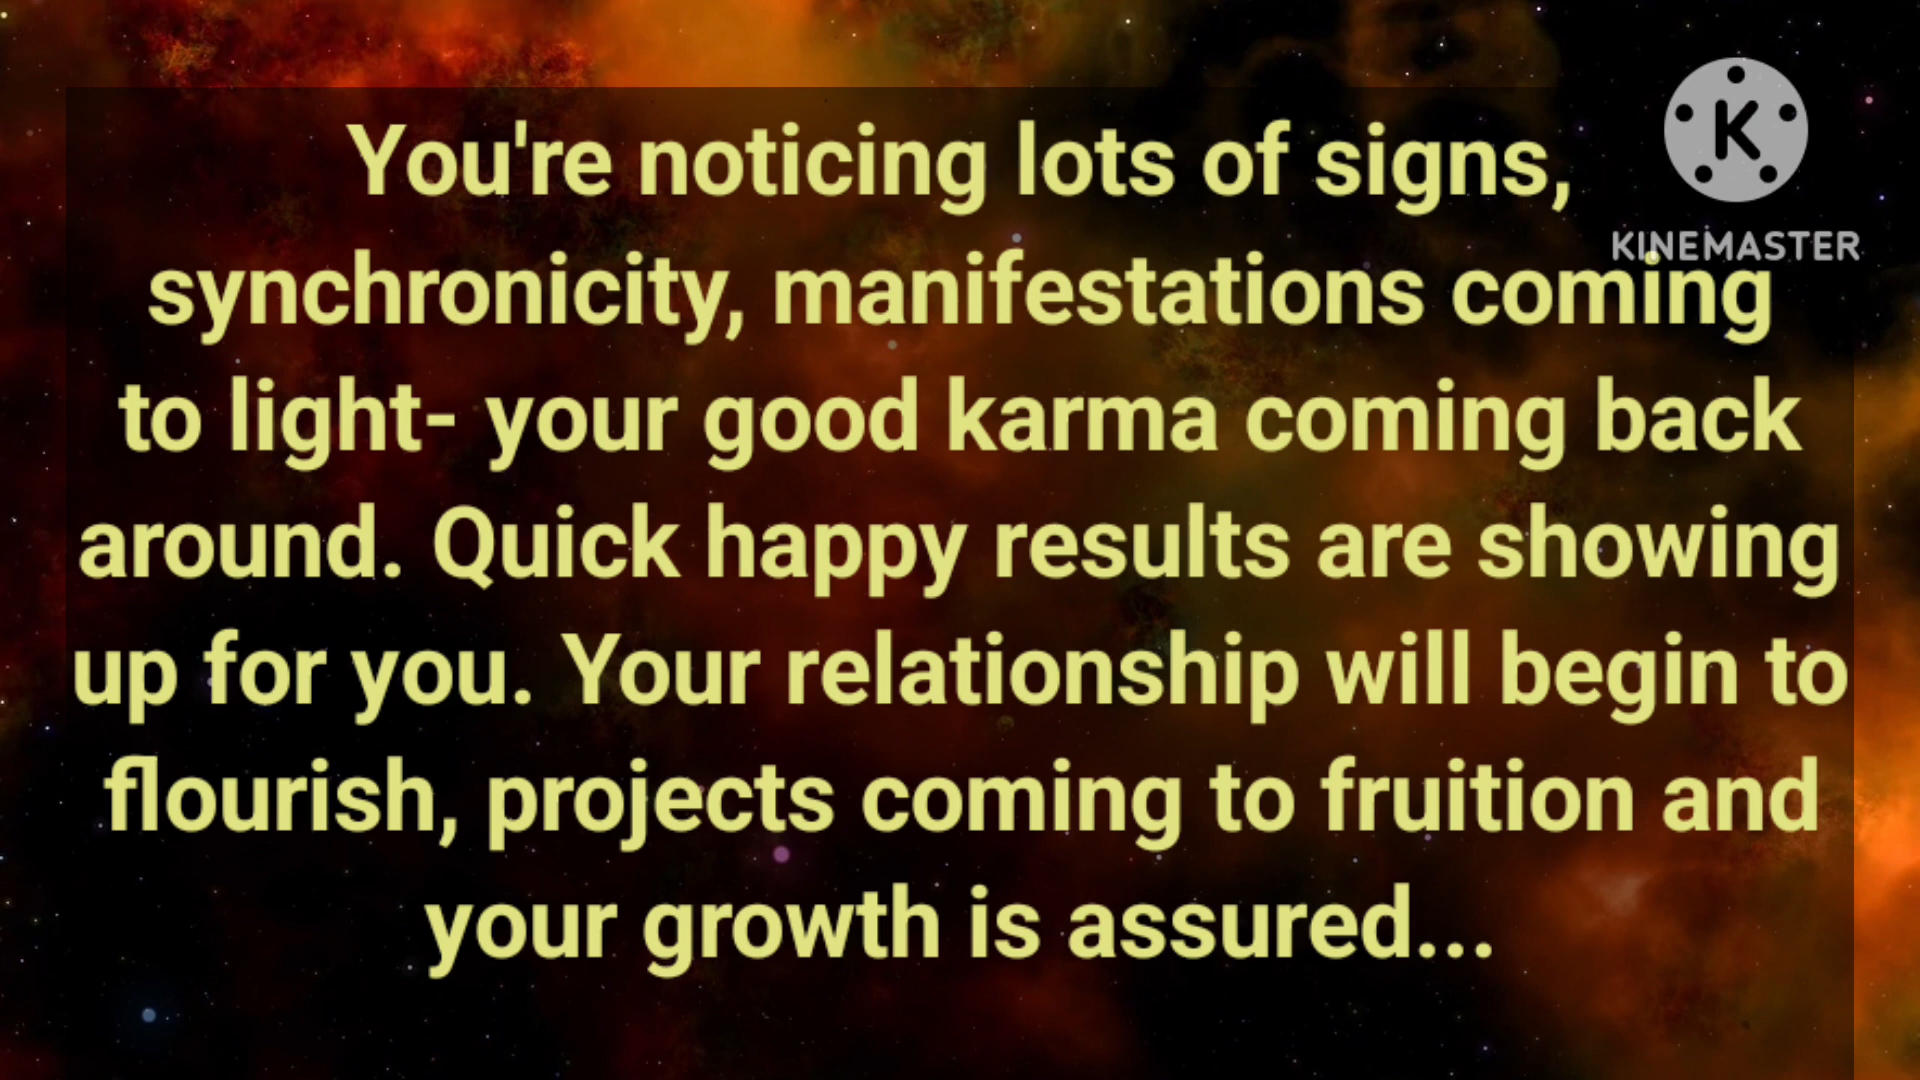 You're noticing lots of signs,
K
KINEMASTER
synchronicity, manifestations coming
to light- your good karma coming back
around. Quick happy results are showing
up for you. Your relationship will begin to
flourish, projects coming to fruition and
your growth is assured...